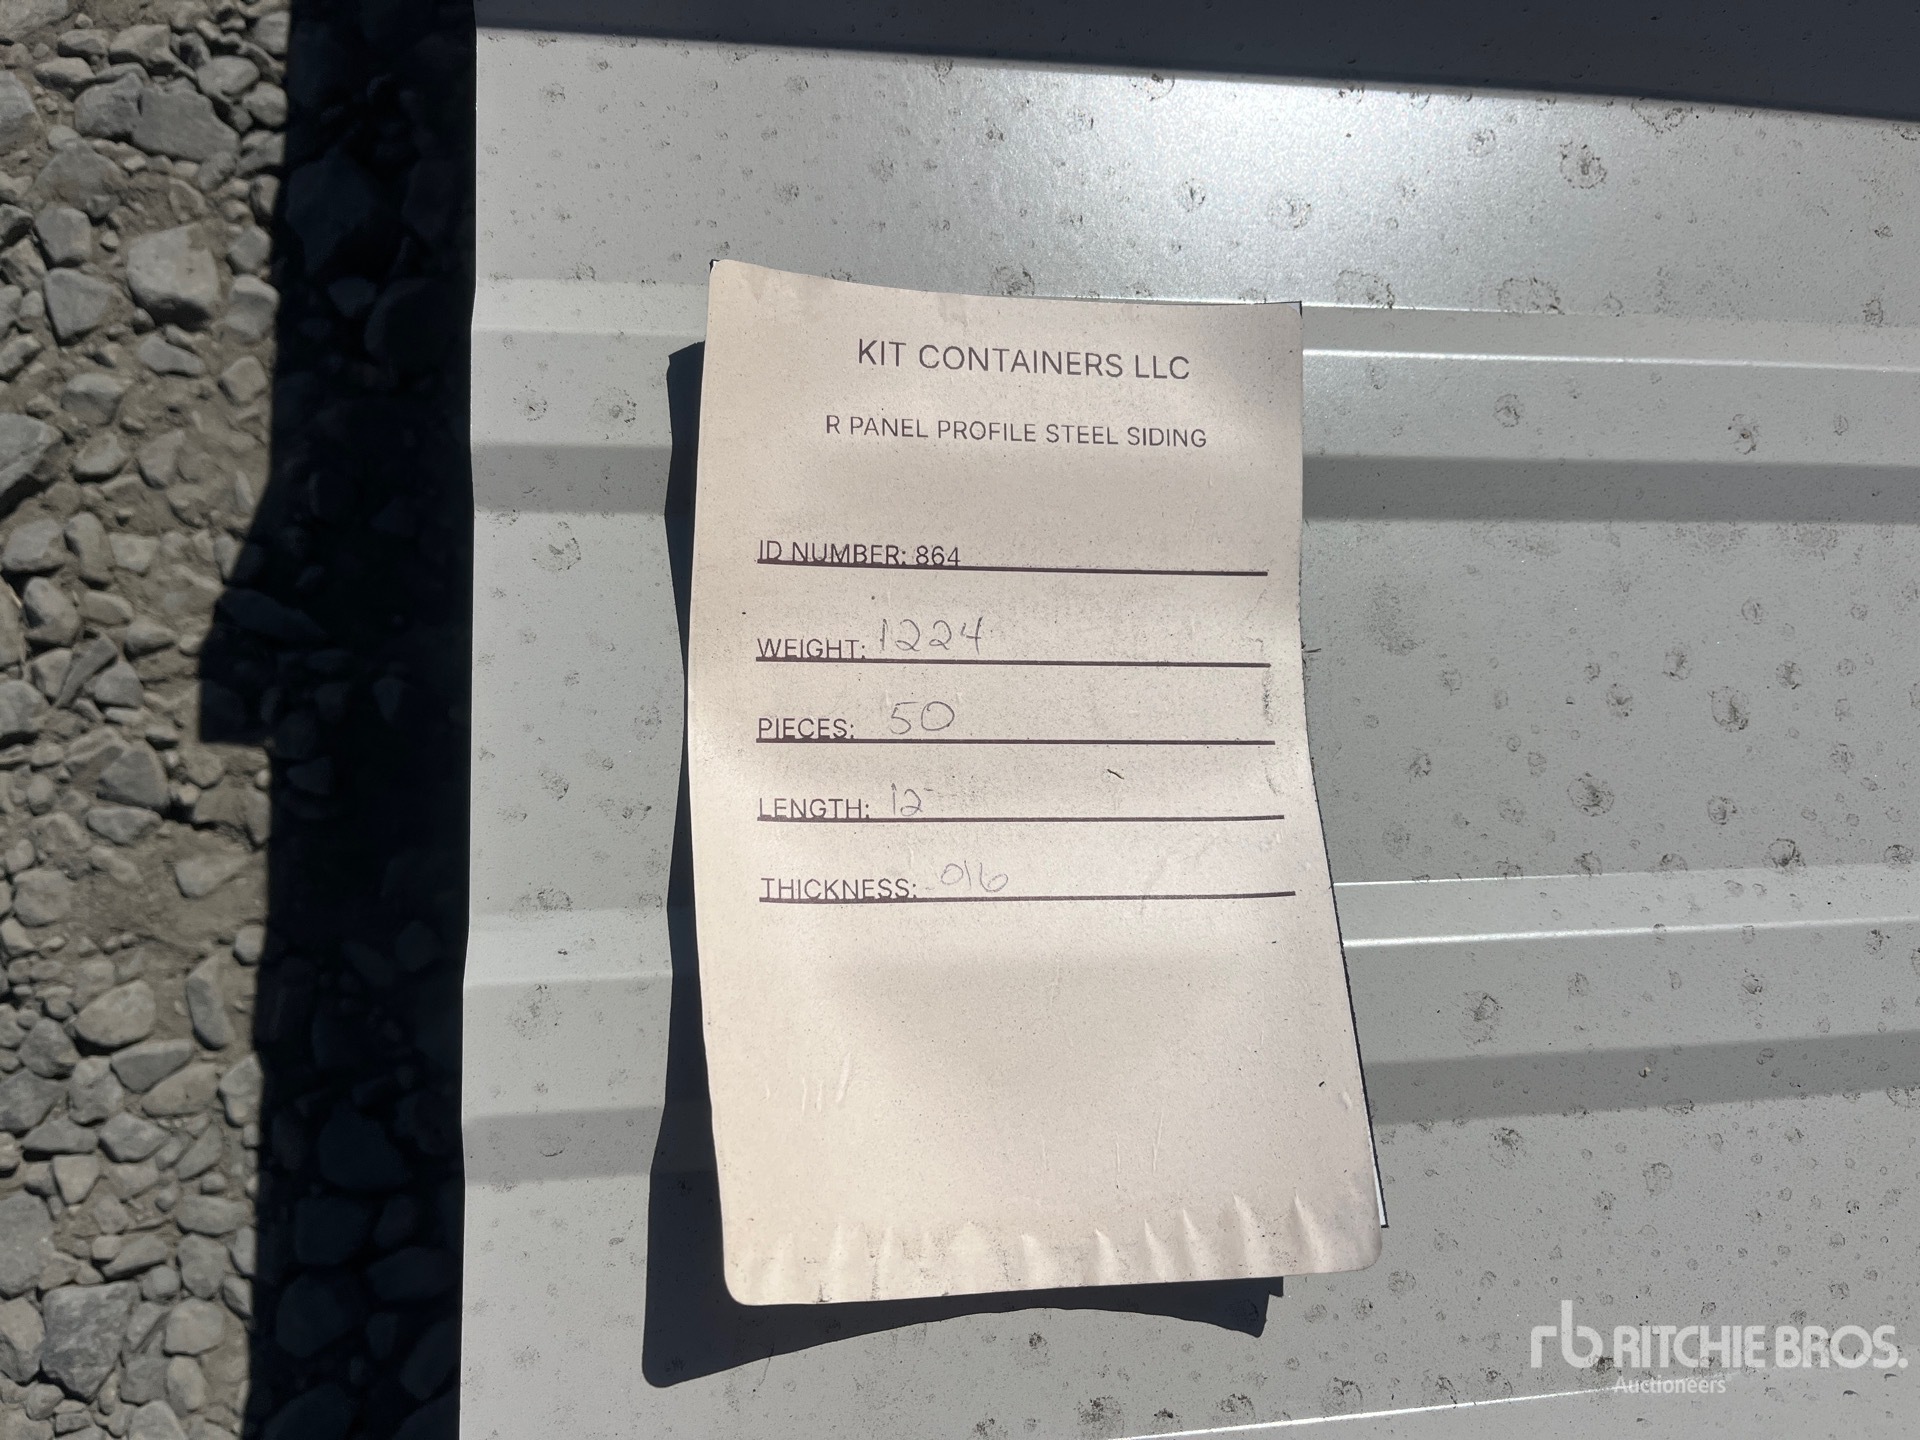 KIT CONTAINERS LLC
R PANEL PROFILE STEEL SIDING
ID NUMBER: 864
WEIGHT: 1224
PIECES: 50
LENGTH: 12
THICKNESS: .016
rb RITCHIE BROS.
Auctioneers